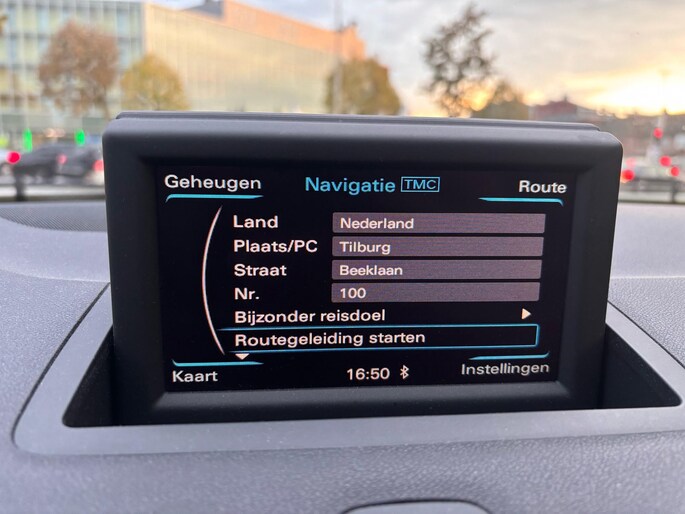 Geheugen Navigatie TMC Route
Land Nederland
Plaats/PC Tilburg
Straat Beeklaan
Nr. 100
Bijzonder reisdoel
Routegeleiding starten
Kaart 16:50 Instellingen